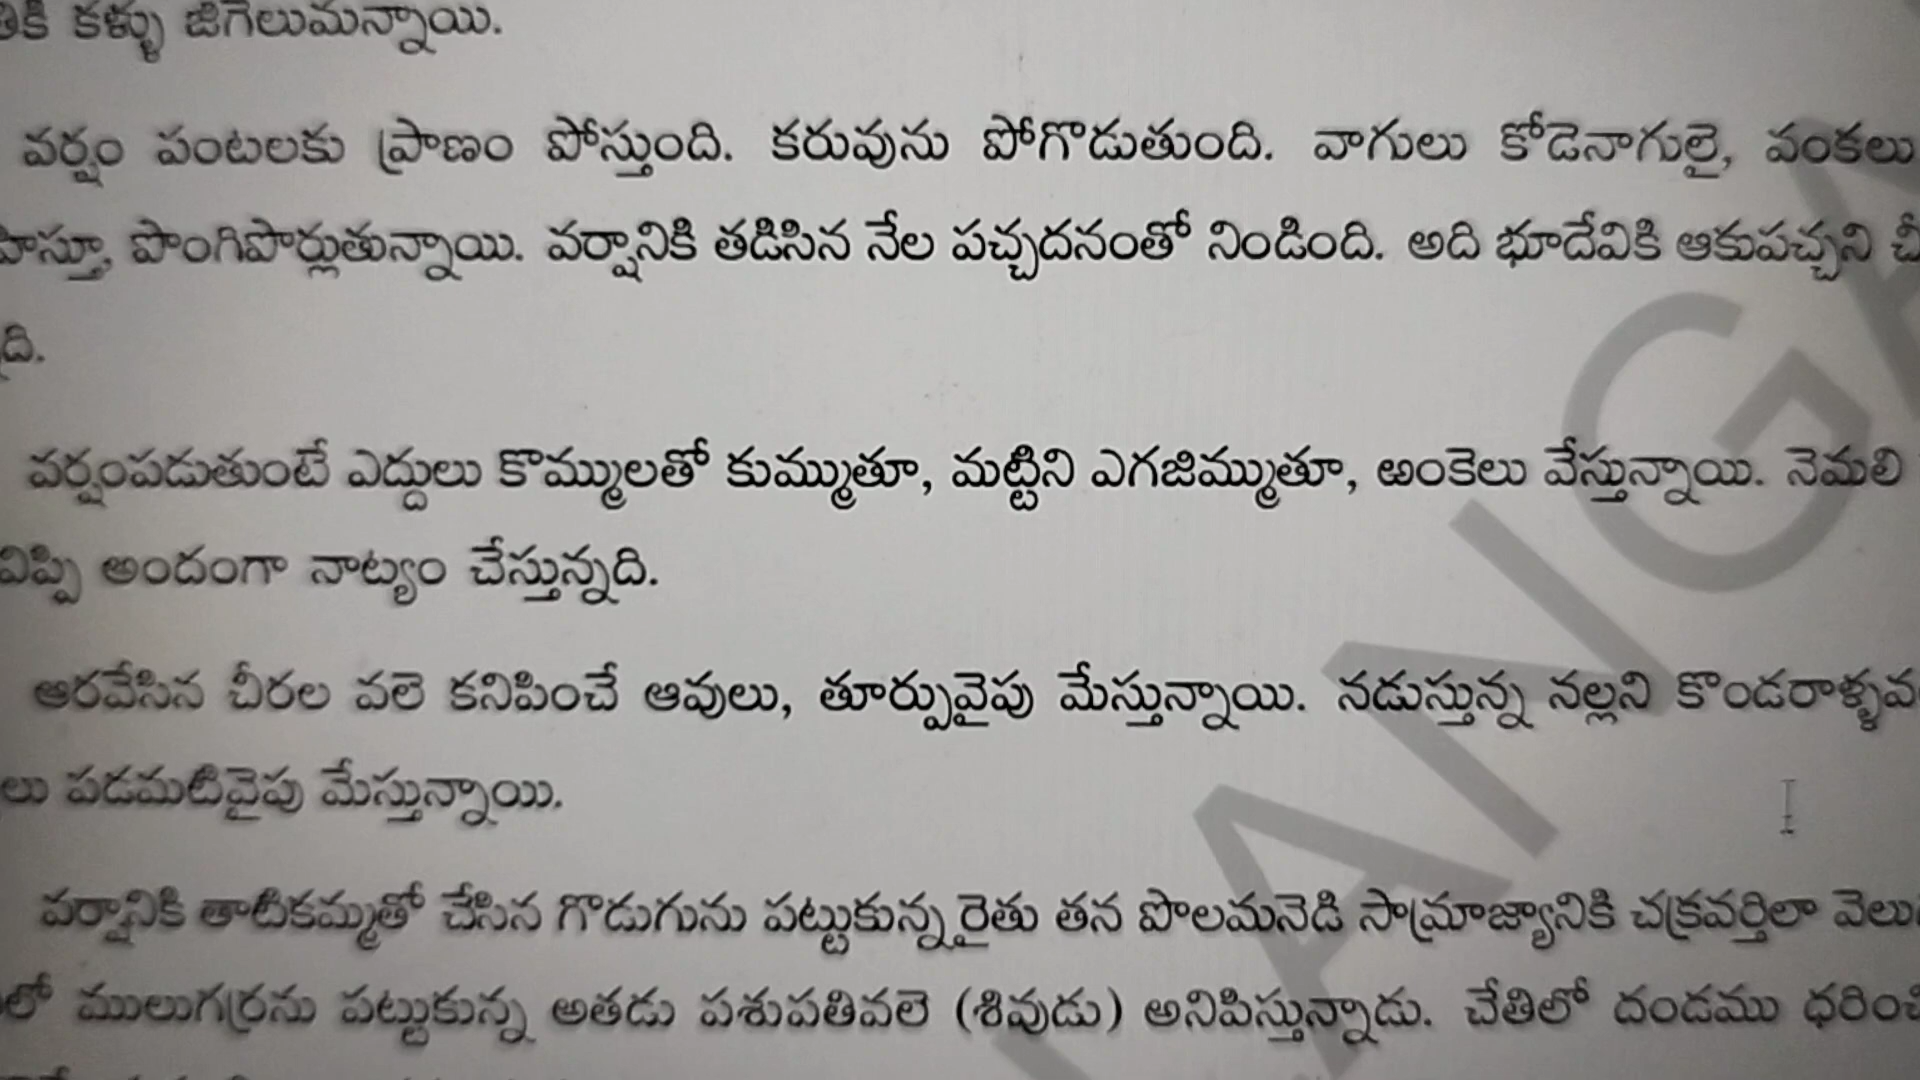 కళ్ళు జిగేలుమన్నాయి.
వర్షం పంటలకు ప్రాణం పోస్తుంది. కరువును పోగొడుతుంది. వాగులు కోడెనాగులై, వంకలు
పొంగిపొర్లుతున్నాయి. వర్షానికి తడిసిన నేల పచ్చదనంతో నిండింది. అది భూదేవికి ఆకుపచ్చని
వర్షంపడుతుంటే ఎద్దులు కొమ్ములతో కుమ్ముతూ, మట్టిని ఎగజిమ్ముతూ, ఱంకెలు వేస్తున్నాయి. నెమలి
విప్పి అందంగా నాట్యం చేస్తున్నది.
ఆరవేసిన చీరల వలె కనిపించే ఆవులు, తూర్పువైపు మేస్తున్నాయి. నడుస్తున్న నల్లని కొండరాళ్ళవ
లు పడమటివైపు మేస్తున్నాయి.
వర్షానికి తాటికమ్మతో చేసిన గొడుగును పట్టుకున్న రైతు తన పొలమనెడి సామ్రాజ్యానికి చక్రవర్తిలా వెలు
లో ములుగర్రను పట్టుకున్న అతడు పశుపతివలె (శివుడు) అనిపిస్తున్నాడు. చేతిలో దండము ధరించి